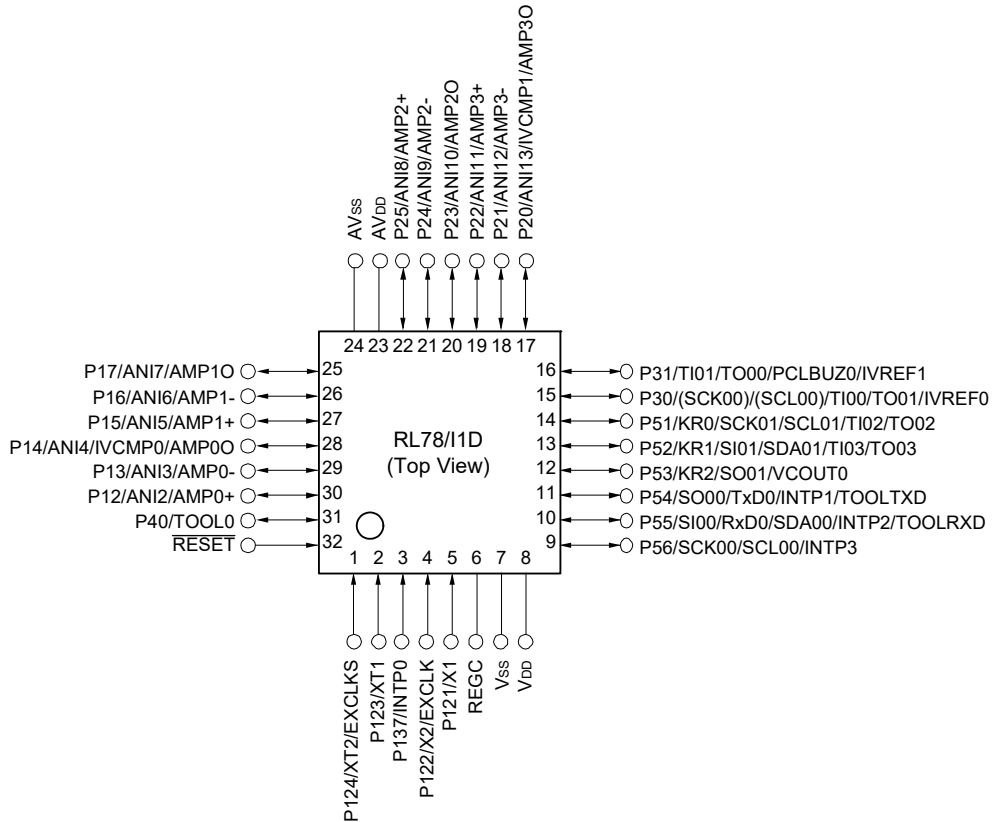 AVSS
AVDD
P25/ANI8/AMP2+
P24/ANI9/AMP2-
P23/ANI10/AMP2O
P22/ANI11/AMP3+
P21/ANI12/AMP3-
P20/ANI13/IVCMP1/AMP3O
24 23 22 21 20 19 18 17
P17/ANI7/AMP1O 25
P16/ANI6/AMP1- 26
P15/ANI5/AMP1+ 27
P14/ANI4/IVCMP0/AMP0O 28
P13/ANI3/AMP0- 29
P12/ANI2/AMP0+ 30
P40/TOOL0 31
RESET 32
RL78/I1D
(Top View)
16 P31/TI01/TO00/PCLBUZ0/IVREF1
15 P30/(SCK00)/(SCL00)/TI00/TO01/IVREF0
14 P51/KR0/SCK01/SCL01/TI02/TO02
13 P52/KR1/SI01/SDA01/TI03/TO03
12 P53/KR2/SO01/VCOUT0
11 P54/SO00/TxD0/INTP1/TOOLTXD
10 P55/SI00/RxD0/SDA00/INTP2/TOOLRXD
9 P56/SCK00/SCL00/INTP3
1 2 3 4 5 6 7 8
P124/XT2/EXCLKS
P123/XT1
P137/INTP0
P122/X2/EXCLK
P121/X1
REGC
VSS
VDD